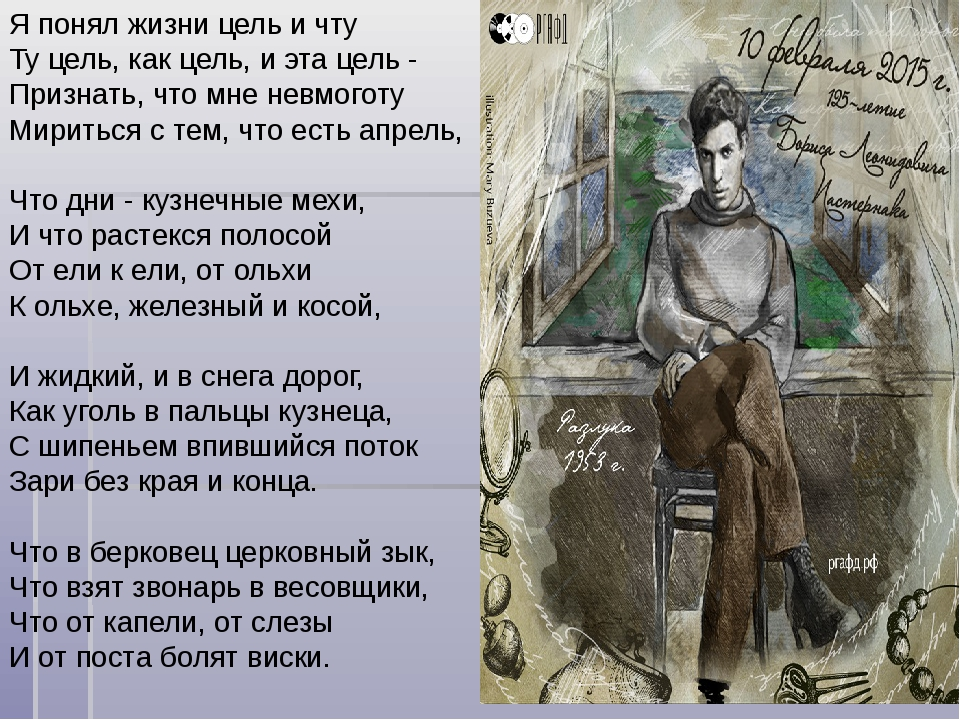 Я понял жизни цель и чту
Ту цель, как цель, и эта цель -
Признать, что мне невмоготу
Мириться с тем, что есть апрель,
Что дни - кузнечные мехи,
И что растекся полосой
От ели к ели, от ольхи
К ольхе, железный и косой,
И жидкий, и в снега дорог,
Как уголь в пальцы кузнеца,
С шипеньем впившийся поток
Зари без края и конца.
Что в берковец церковный зык,
Что взят звонарь в весовщики,
Что от капели, от слезы
И от поста болят виски.
РГАФД
illustration: Mary Buzueva
10 февраля 2015 г.
125-летие
Бориса Леонидовича
Пастернака
Разлука
1953 г.
ргафд.рф